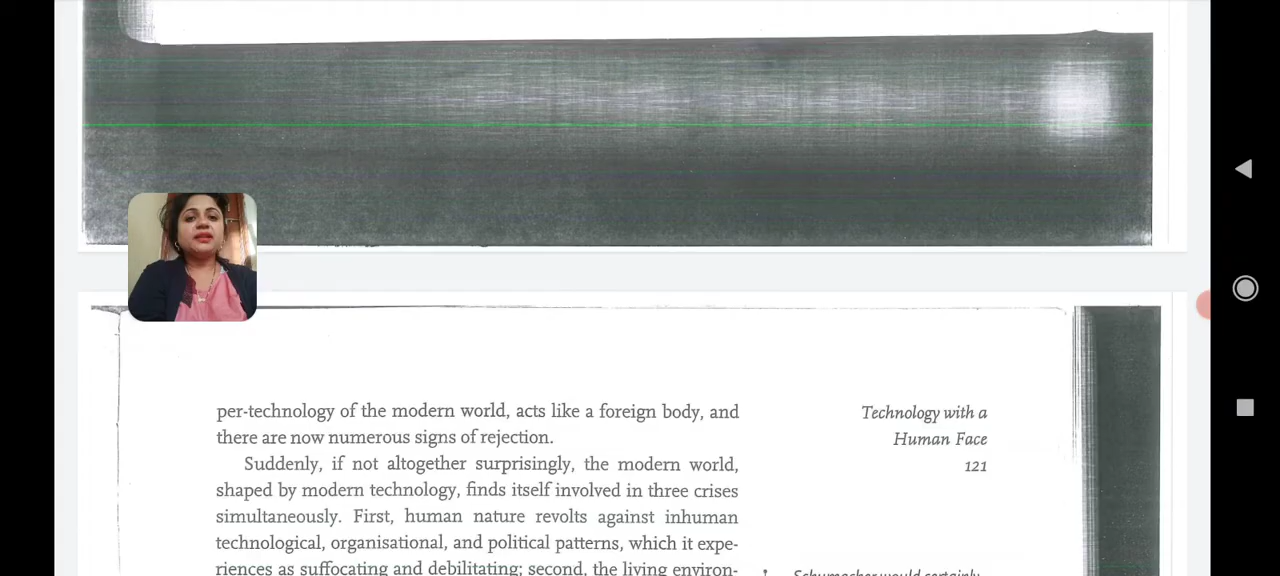 per-technology of the modern world, acts like a foreign body, and
there are now numerous signs of rejection.
Suddenly, if not altogether surprisingly, the modern world,
shaped by modern technology, finds itself involved in three crises
simultaneously. First, human nature revolts against inhuman
technological, organisational, and political patterns, which it expe-
riences as suffocating and debilitating; second, the living environ-
Technology with a
Human Face
121
Schumacher would certainly